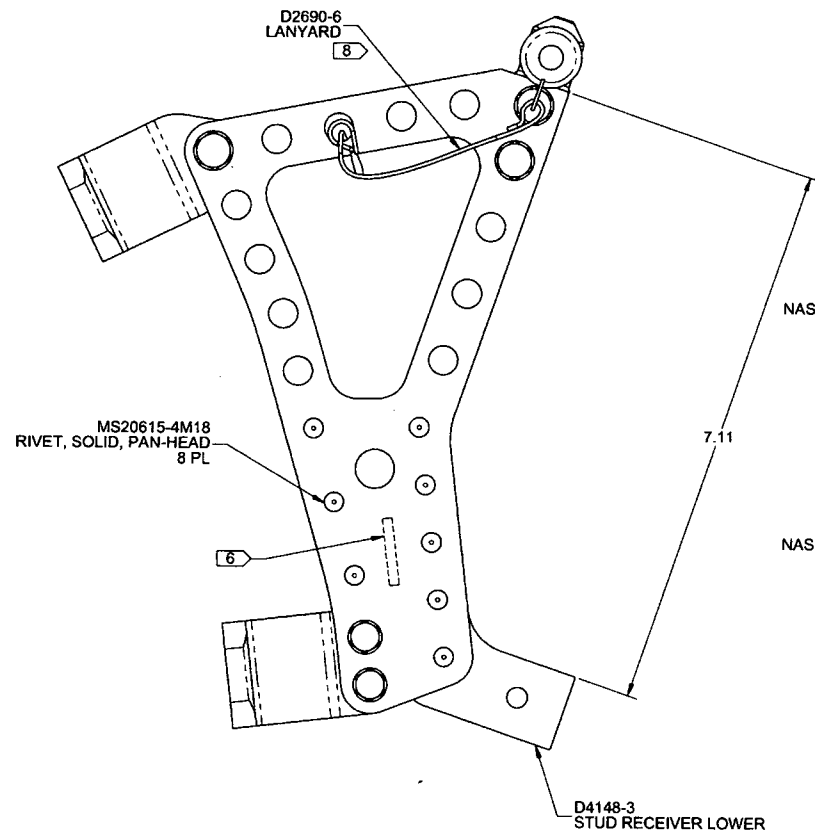 D2690-6
LANYARD
8
NAS
MS20615-4M18
RIVET, SOLID, PAN-HEAD
8 PL
7.11
NAS
6
D4148-3
STUD RECEIVER LOWER